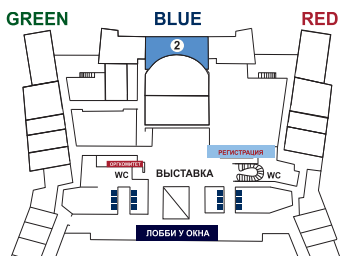 GREEN BLUE RED
2
РЕГИСТРАЦИЯ
ОРГКОМИТЕТ
WC ВЫСТАВКА WC
ЛОББИ У ОКНА